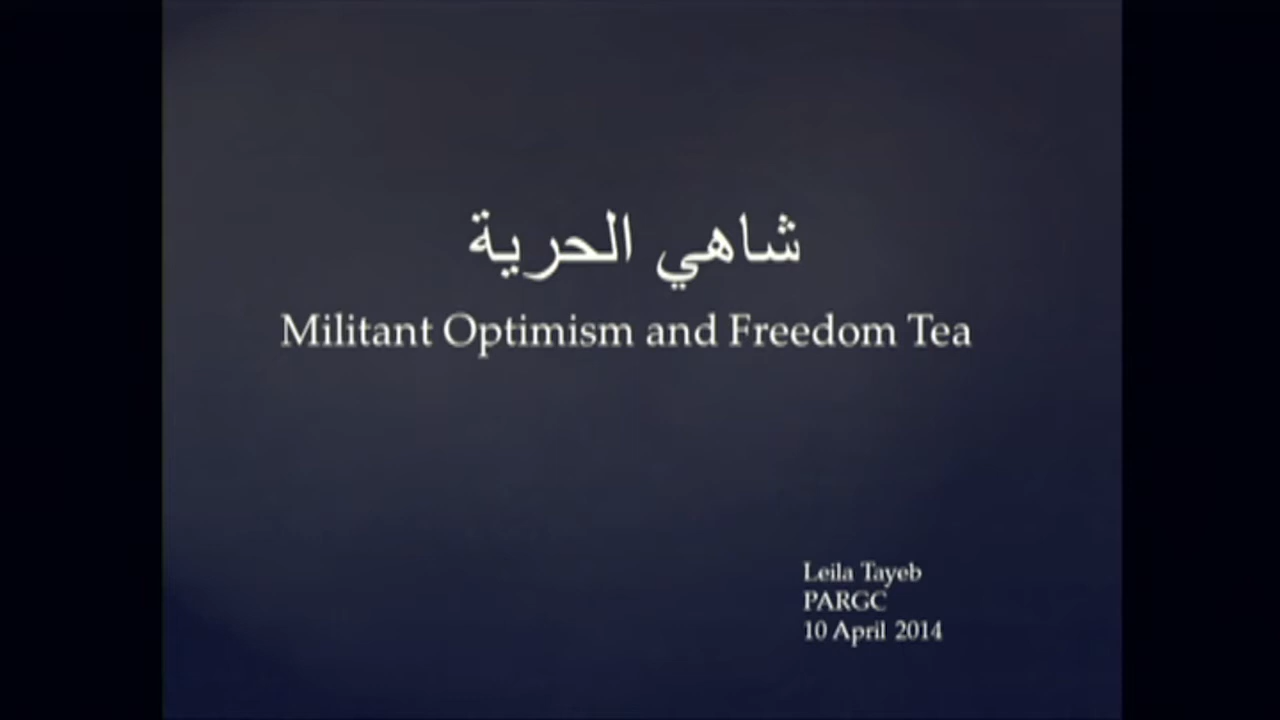 شاهي الحرية
Militant Optimism and Freedom Tea
Leila Tayeb
PARGC
10 April 2014